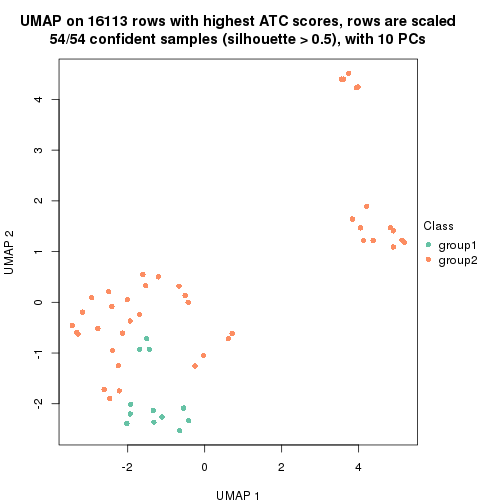 UMAP on 16113 rows with highest ATC scores, rows are scaled
54/54 confident samples (silhouette > 0.5), with 10 PCs
4
3
2
1
0
-1
-2
UMAP 2
-2
0
2
4
UMAP 1
Class
group1
group2